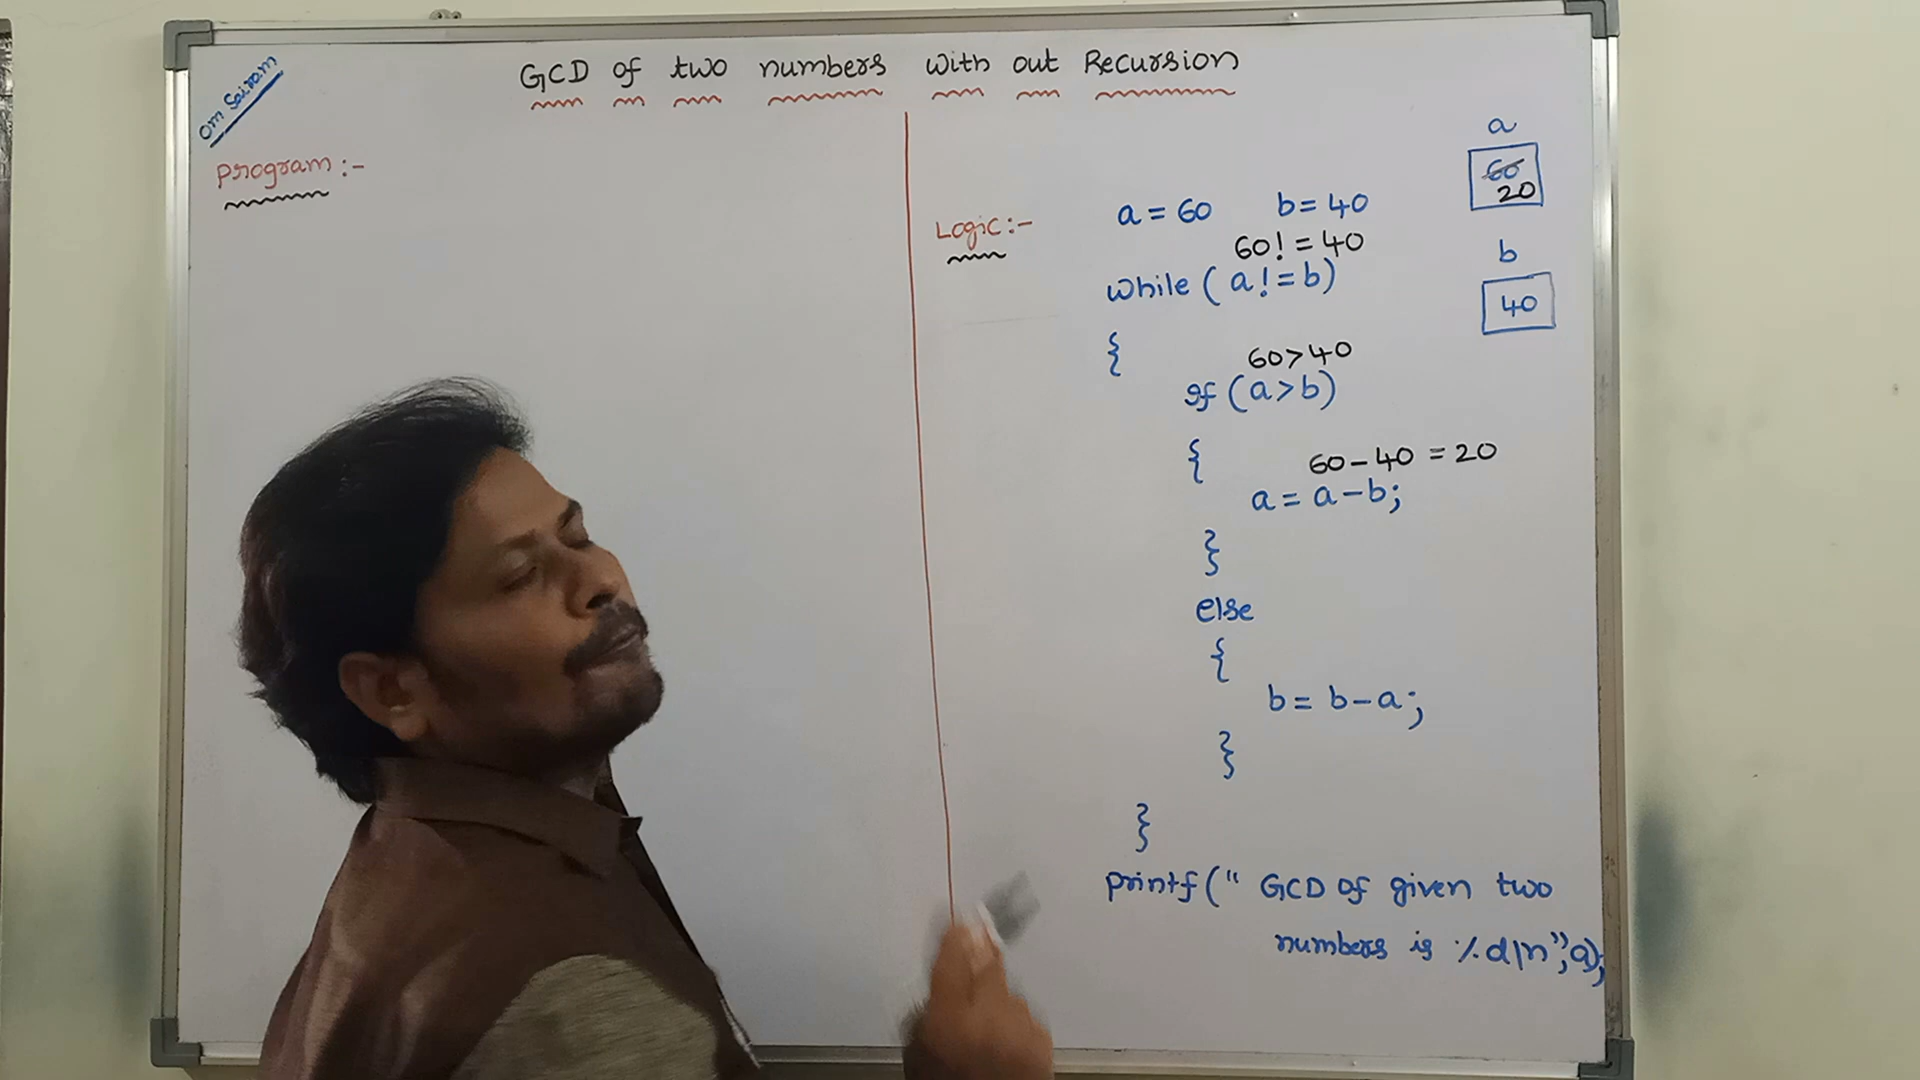 GCD of two numbers with out Recursion
Om Sairam
Program :-
a
60
20
Logic :-
a = 60 b = 40
60! = 40
while ( a! = b)
b
40
{
60 > 40
if (a > b)
{
60 - 40 = 20
a = a - b;
}
else
{
b = b - a;
}
}
printf (" GCD of given two
numbers is %d\n", a);